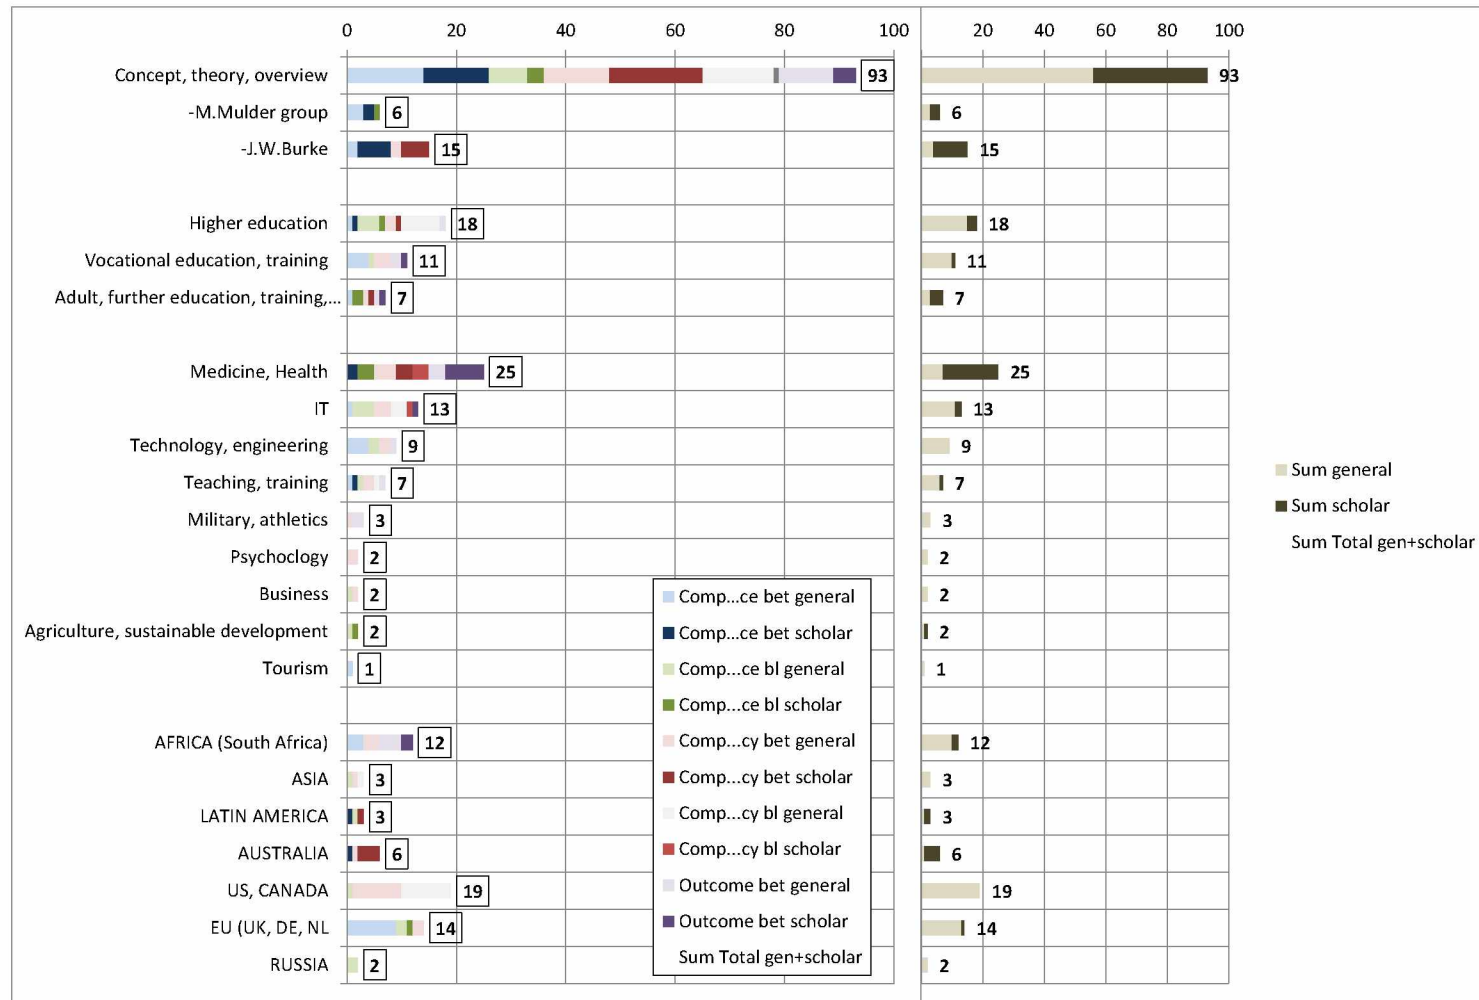 0 20 40 60 80 100 0 20 40 60 80 100
Concept, theory, overview 93 93
-M.Mulder group 6 6
-J.W.Burke 15 15
Higher education 18 18
Vocational education, training 11 11
Adult, further education, training,... 7 7
Medicine, Health 25 25
IT 13 13
Technology, engineering 9 9
Teaching, training 7 7
Military, athletics 3 3
Psychoclogy 2 2
Business 2 2
Agriculture, sustainable development 2 2
Tourism 1 1
AFRICA (South Africa) 12 12
ASIA 3 3
LATIN AMERICA 3 3
AUSTRALIA 6 6
US, CANADA 19 19
EU (UK, DE, NL 14 14
RUSSIA 2 2
Comp...ce bet general
Comp...ce bet scholar
Comp...ce bl general
Comp...ce bl scholar
Comp...cy bet general
Comp...cy bet scholar
Comp...cy bl general
Comp...cy bl scholar
Outcome bet general
Outcome bet scholar
Sum Total gen+scholar
Sum general
Sum scholar
Sum Total gen+scholar